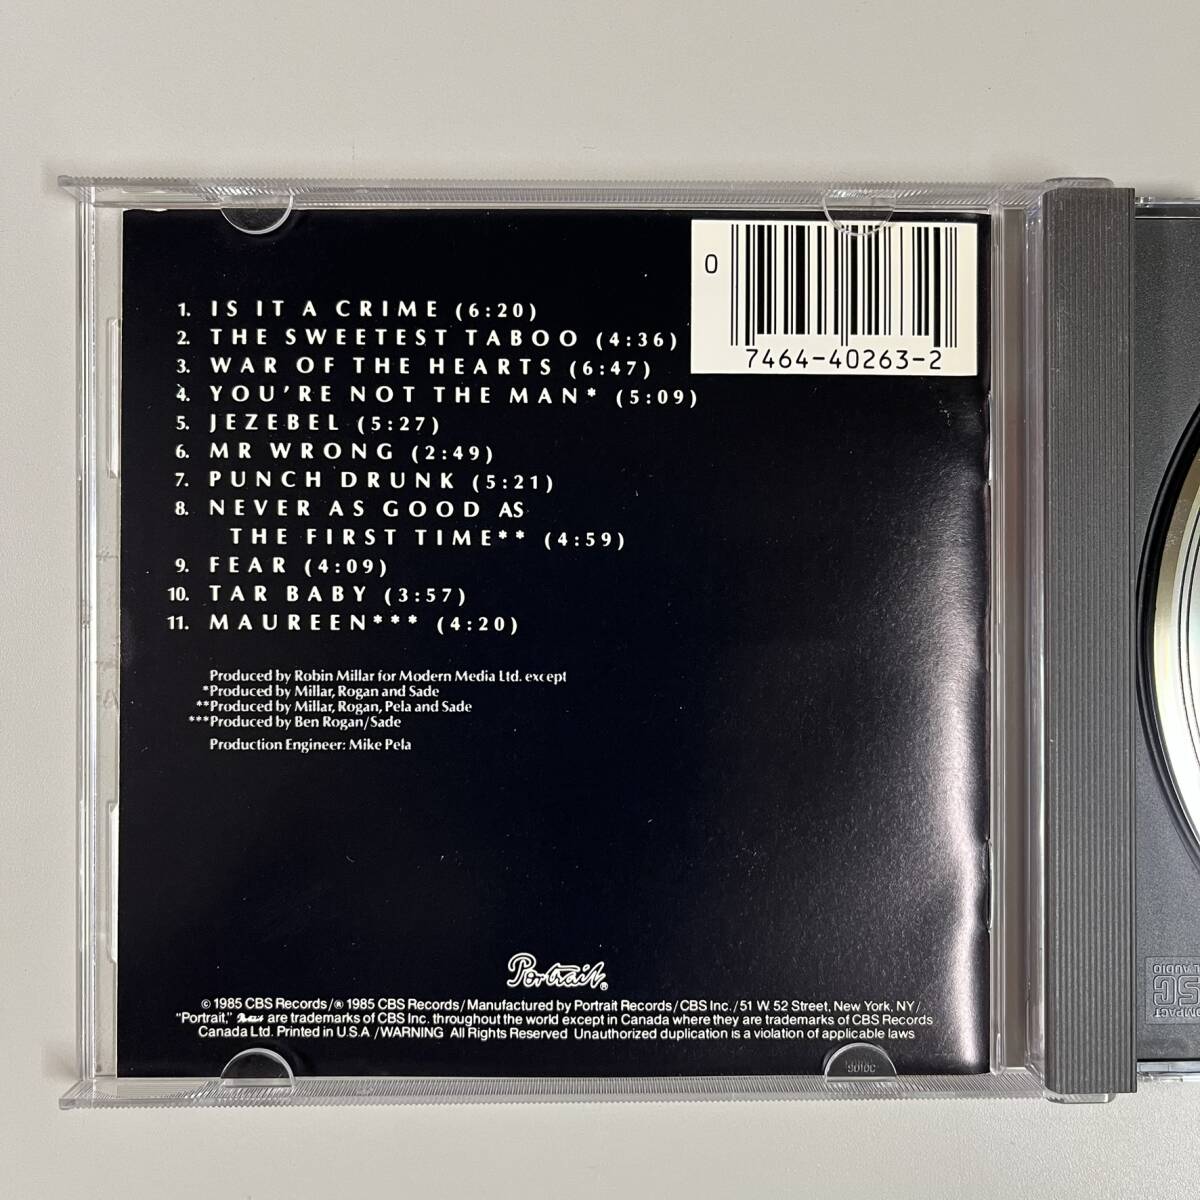 0
7464-40263-2
1. IS IT A CRIME (6:20)
2. THE SWEETEST TABOO (4:36)
3. WAR OF THE HEARTS (6:47)
4. YOU'RE NOT THE MAN* (5:09)
5. JEZEBEL (5:27)
6. MR WRONG (2:49)
7. PUNCH DRUNK (5:21)
8. NEVER AS GOOD AS
THE FIRST TIME** (4:59)
9. FEAR (4:09)
10. TAR BABY (3:57)
11. MAUREEN*** (4:20)
Produced by Robin Millar for Modern Media Ltd. except
*Produced by Millar, Rogan and Sade
**Produced by Millar, Rogan, Pela and Sade
***Produced by Ben Rogan/Sade
Production Engineer: Mike Pela
Portrait®
© 1985 CBS Records/℗ 1985 CBS Records/Manufactured by Portrait Records/CBS Inc./51 W. 52 Street, New York, NY/
"Portrait," are trademarks of CBS Inc. throughout the world except in Canada where they are trademarks of CBS Records
Canada Ltd. Printed in U.S.A./WARNING All Rights Reserved Unauthorized duplication is a violation of applicable laws